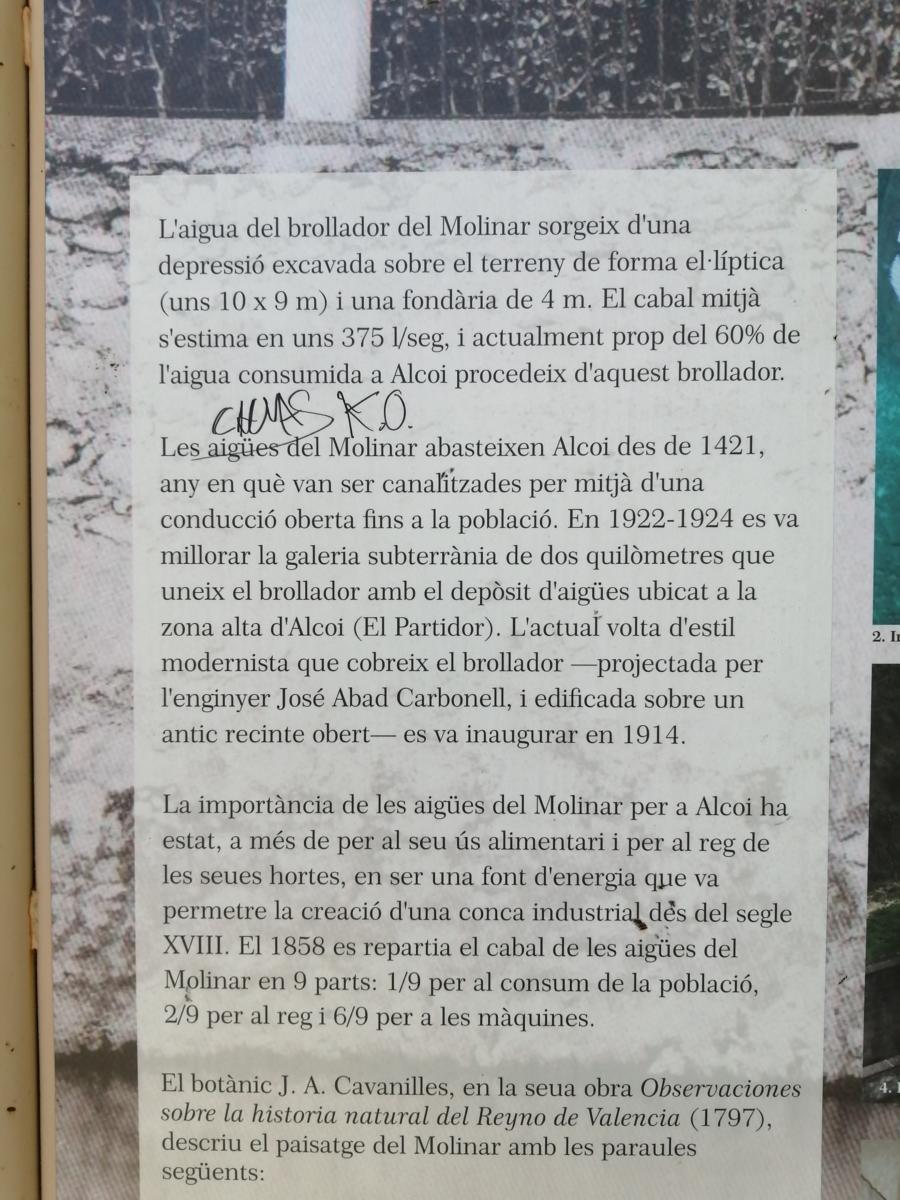 L'aigua del brollador del Molinar sorgeix d'una
depressió excavada sobre el terreny de forma el·líptica
(uns 10 x 9 m) i una fondària de 4 m. El cabal mitjà
s'estima en uns 375 l/seg, i actualment prop del 60% de
l'aigua consumida a Alcoi procedeix d'aquest brollador.
Les aigües del Molinar abasteixen Alcoi des de 1421,
any en què van ser canalitzades per mitjà d'una
conducció oberta fins a la població. En 1922-1924 es va
millorar la galeria subterrània de dos quilòmetres que
uneix el brollador amb el depòsit d'aigües ubicat a la
zona alta d'Alcoi (El Partidor). L'actual volta d'estil
modernista que cobreix el brollador —projectada per
l'enginyer José Abad Carbonell, i edificada sobre un
antic recinte obert— es va inaugurar en 1914.
La importància de les aigües del Molinar per a Alcoi ha
estat, a més de per al seu ús alimentari i per al reg de
les seues hortes, en ser una font d'energia que va
permetre la creació d'una conca industrial des del segle
XVIII. El 1858 es repartia el cabal de les aigües del
Molinar en 9 parts: 1/9 per al consum de la població,
2/9 per al reg i 6/9 per a les màquines.
El botànic J. A. Cavanilles, en la seua obra Observaciones
sobre la historia natural del Reyno de Valencia (1797),
descriu el paisatge del Molinar amb les paraules
següents:
2.
4.